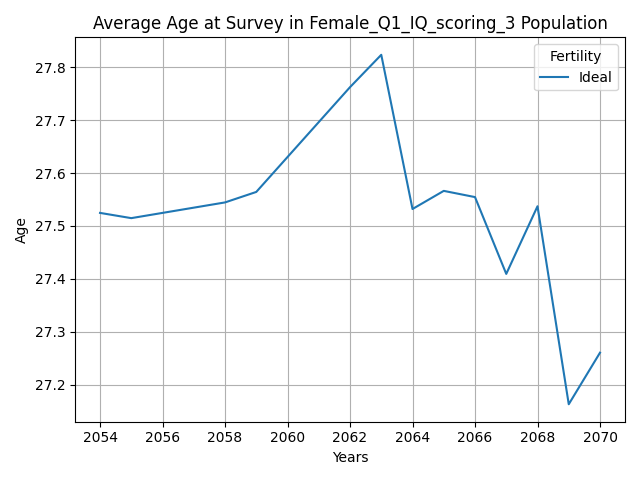 Average Age at Survey in Female_Q1_IQ_scoring_3 Population
Fertility
Ideal
27.8
27.7
27.6
27.5
27.4
27.3
27.2
Age
2054 2056 2058 2060 2062 2064 2066 2068 2070
Years